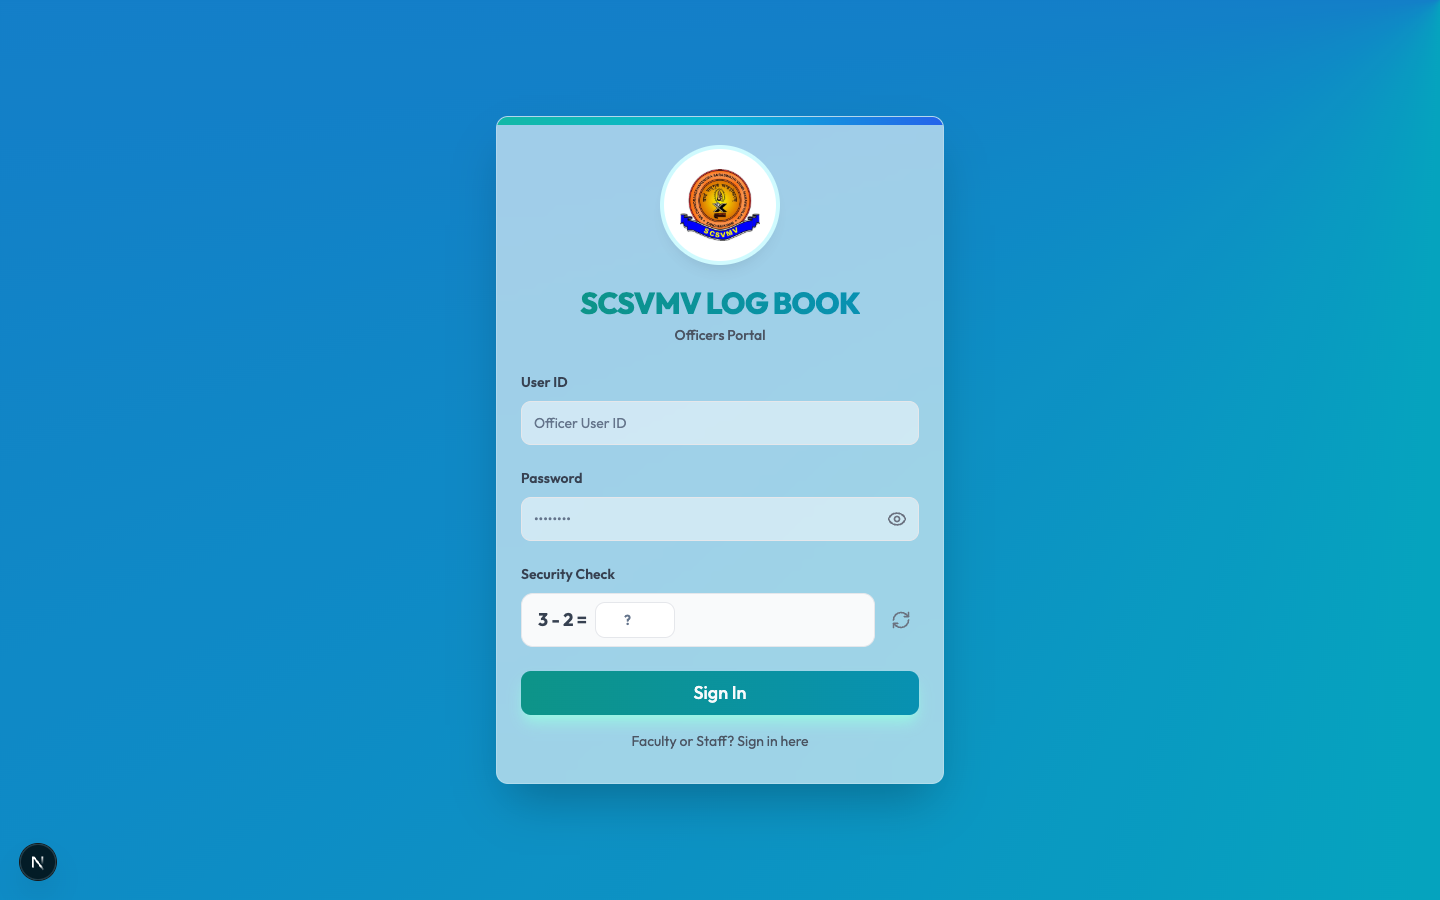 SCSVMV
SCSVMV LOG BOOK
Officers Portal
User ID
Officer User ID
Password
••••••••
Security Check
3 - 2 = ?
Sign In
Faculty or Staff? Sign in here
N